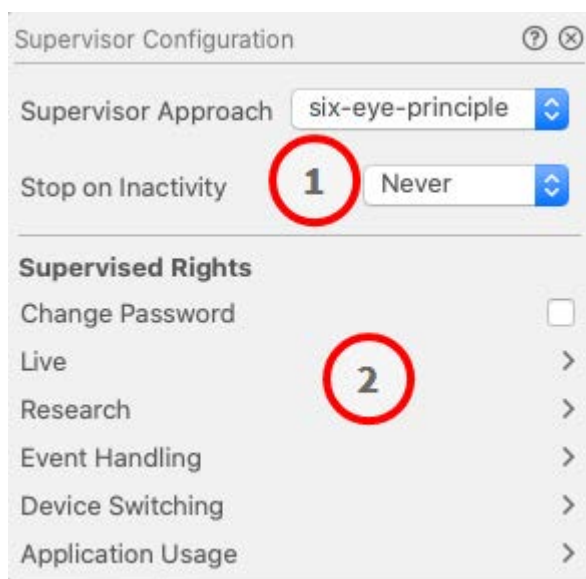 Supervisor Configuration ?
Supervisor Approach six-eye-principle
Stop on Inactivity 1 Never
Supervised Rights
Change Password
Live
2
Research
Event Handling
Device Switching
Application Usage